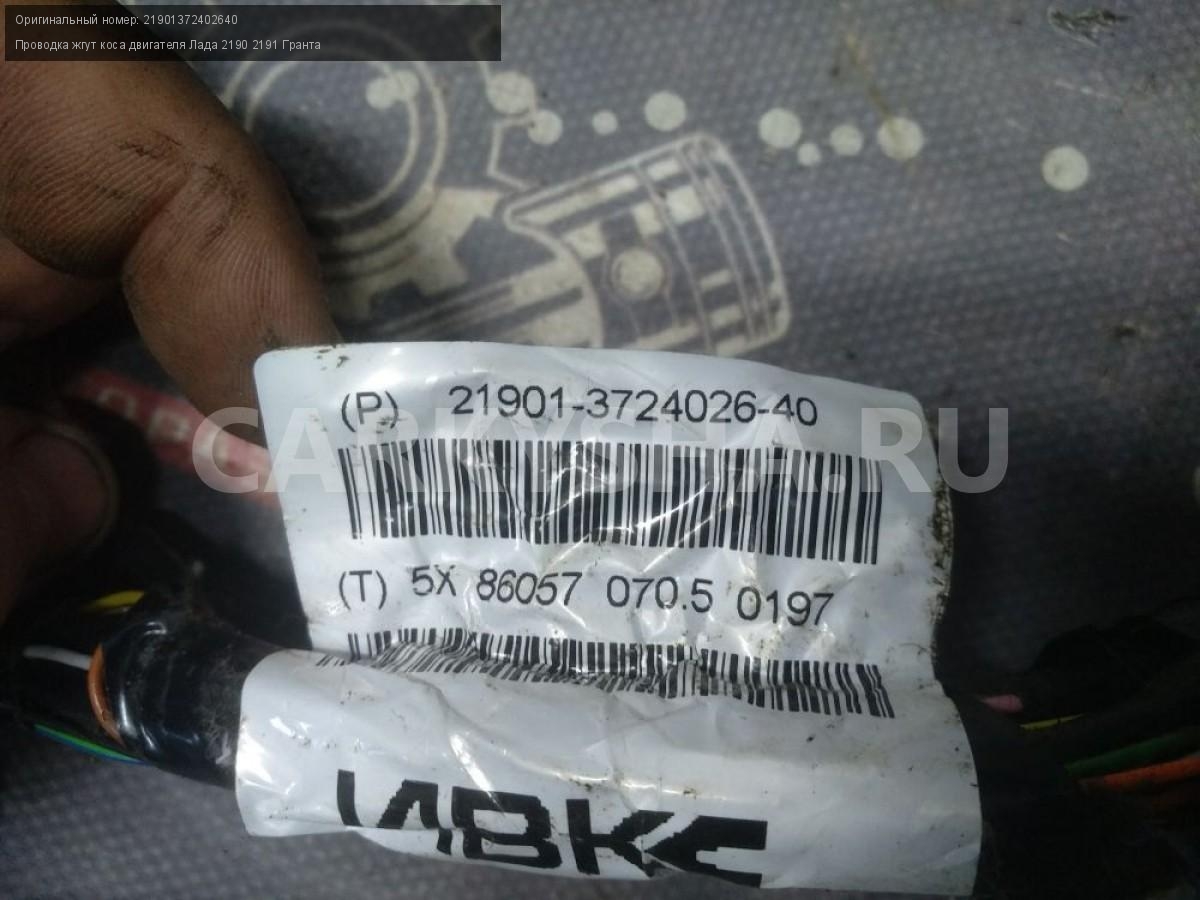 Оригинальный номер: 21901372402640
Проводка жгут коса двигателя Лада 2190 2191 Гранта
(P) 21901-3724026-40
CARKYSHA.RU
(T) 5X 86057 070.5 0197